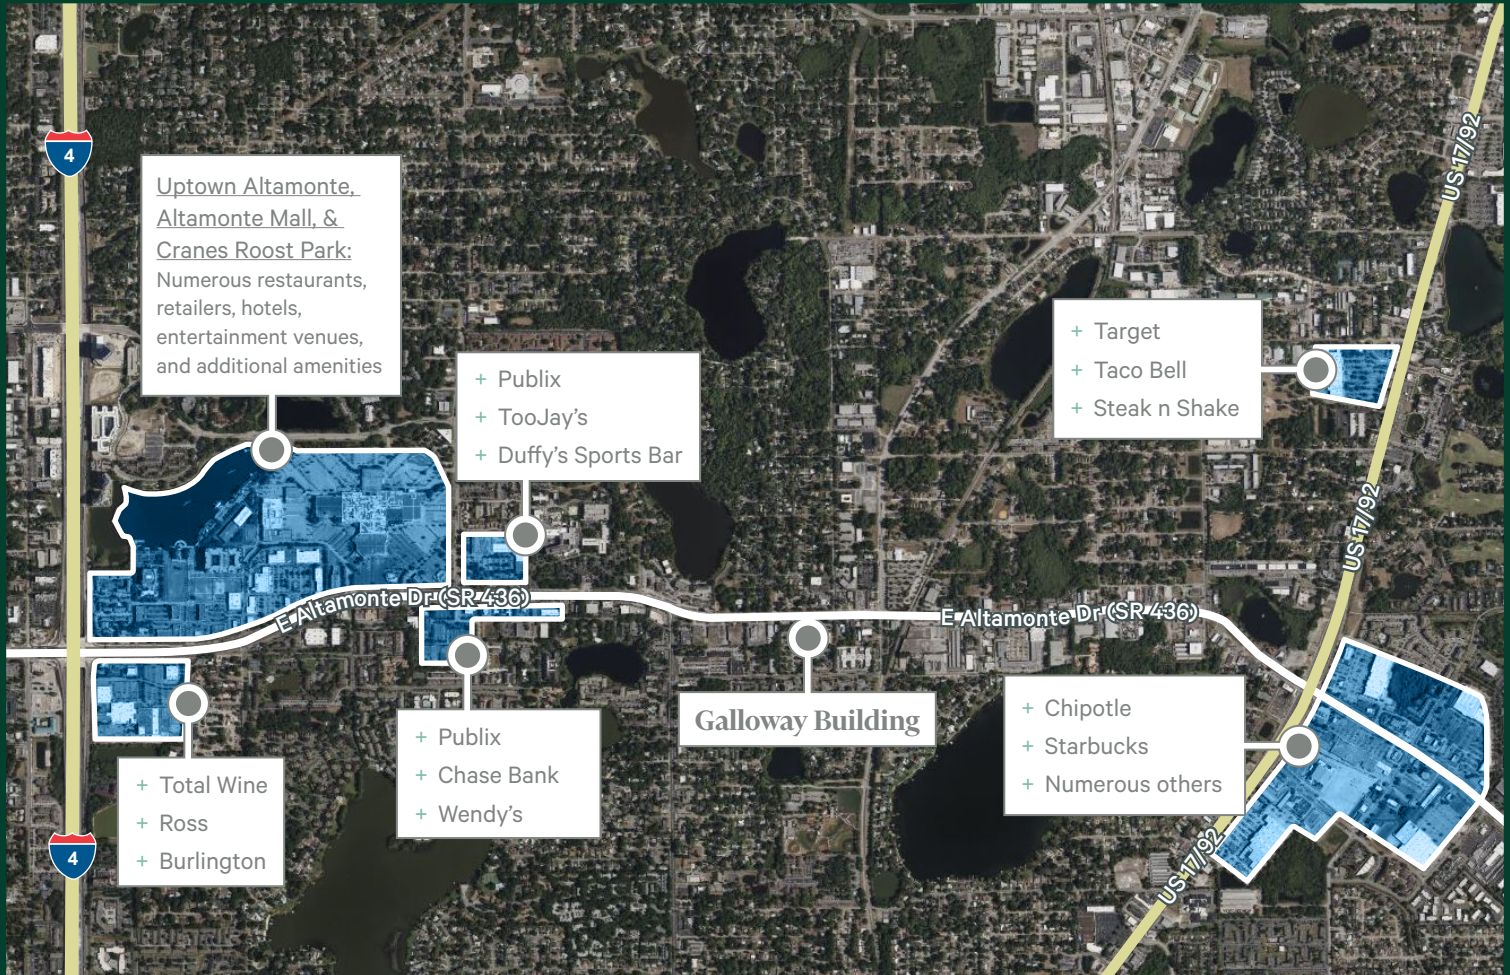 4
US 17/92
Uptown Altamonte,
Altamonte Mall, &
Cranes Roost Park:
Numerous restaurants,
retailers, hotels,
entertainment venues,
and additional amenities
+ Publix
+ TooJay’s
+ Duffy’s Sports Bar
+ Target
+ Taco Bell
+ Steak n Shake
US 17/92
E Altamonte Dr (SR 436)
E Altamonte Dr (SR 436)
Galloway Building
+ Chipotle
+ Starbucks
+ Numerous others
+ Publix
+ Chase Bank
+ Wendy’s
+ Total Wine
+ Ross
+ Burlington
4
US 17/92